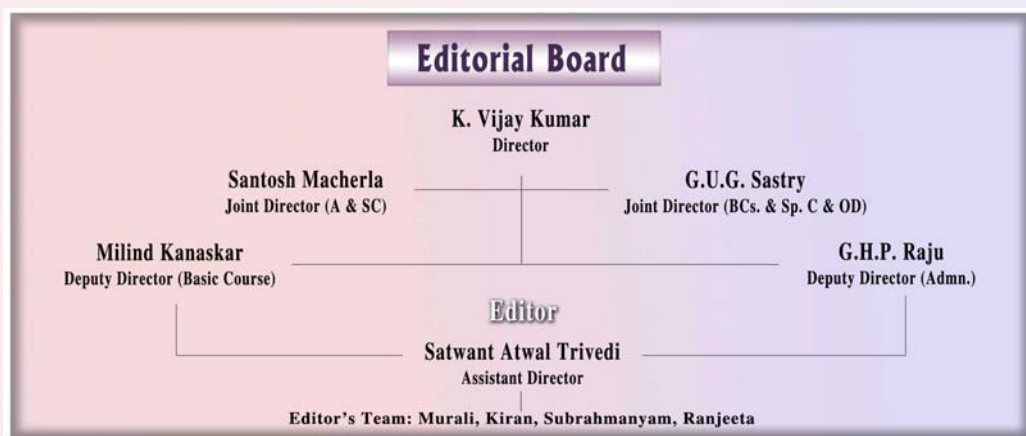 Editorial Board
K. Vijay Kumar
Director
Santosh Macherla
Joint Director (A & SC)
G.U.G. Sastry
Joint Director (BCs. & Sp. C & OD)
Milind Kanaskar
Deputy Director (Basic Course)
G.H.P. Raju
Deputy Director (Admn.)
Editor
Satwant Atwal Trivedi
Assistant Director
Editor's Team: Murali, Kiran, Subrahmanyam, Ranjeeta